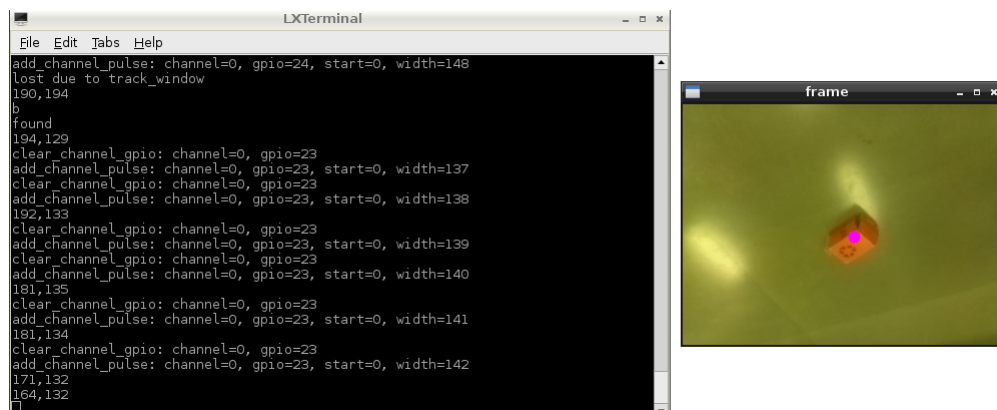 LXTerminal
File Edit Tabs Help
add_channel_pulse: channel=0, gpio=24, start=0, width=148
lost due to track_window
190,194
b
found
194,129
clear_channel_gpio: channel=0, gpio=23
add_channel_pulse: channel=0, gpio=23, start=0, width=137
clear_channel_gpio: channel=0, gpio=23
add_channel_pulse: channel=0, gpio=23, start=0, width=138
192,133
clear_channel_gpio: channel=0, gpio=23
add_channel_pulse: channel=0, gpio=23, start=0, width=139
clear_channel_gpio: channel=0, gpio=23
add_channel_pulse: channel=0, gpio=23, start=0, width=140
181,135
clear_channel_gpio: channel=0, gpio=23
add_channel_pulse: channel=0, gpio=23, start=0, width=141
181,134
clear_channel_gpio: channel=0, gpio=23
add_channel_pulse: channel=0, gpio=23, start=0, width=142
171,132
164,132
frame